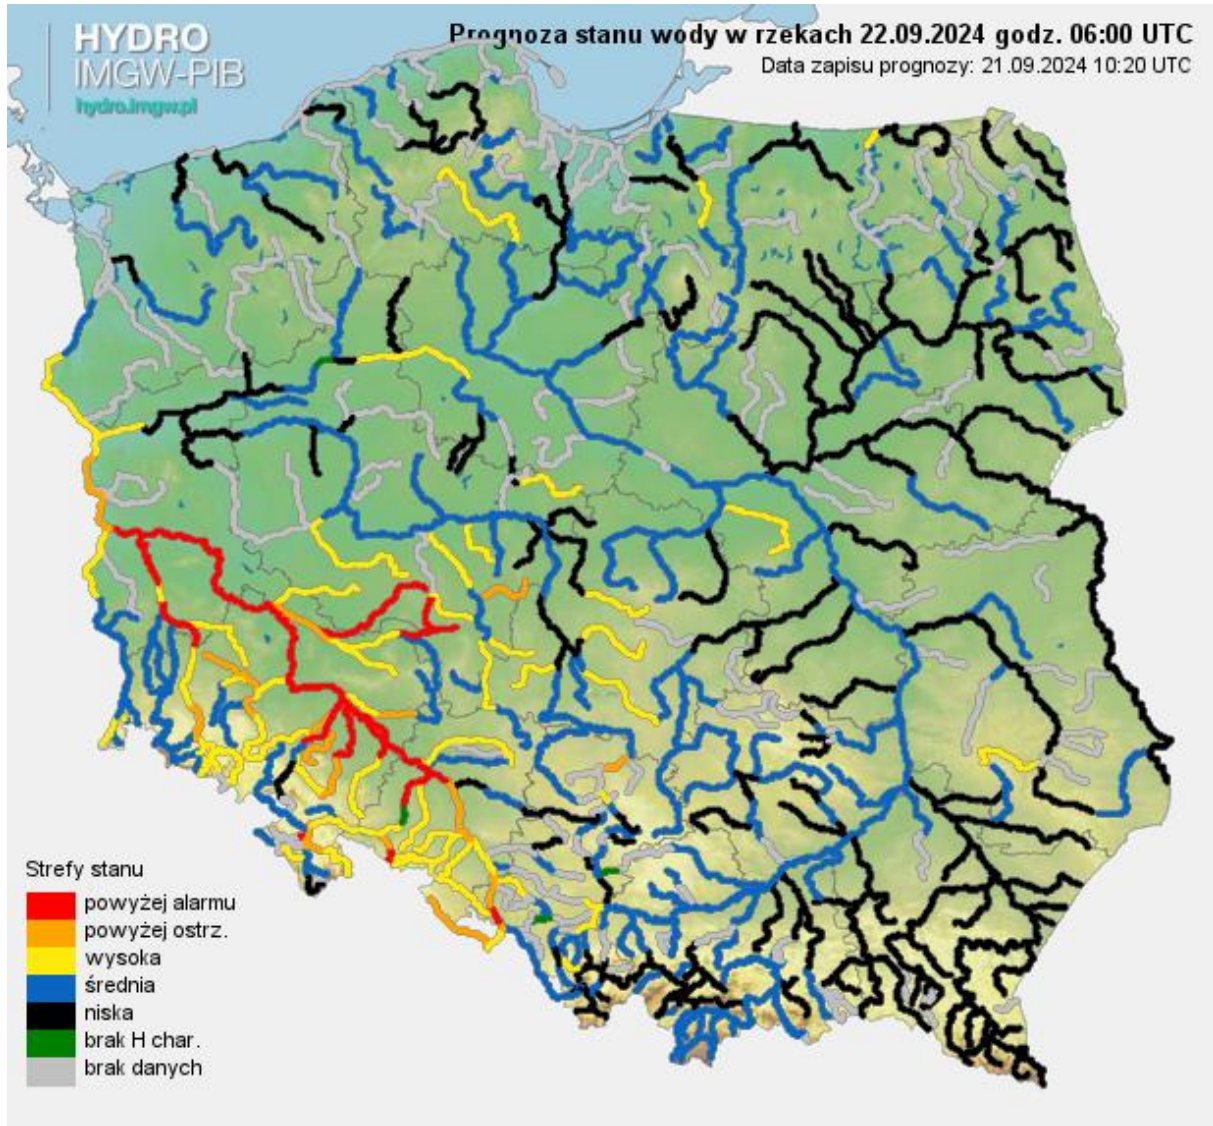 HYDRO
IMGW-PIB
hydro.imgw.pl
Prognoza stanu wody w rzekach 22.09.2024 godz. 06:00 UTC
Data zapisu prognozy: 21.09.2024 10:20 UTC
Strefy stanu
powyżej alarmu
powyżej ostrz.
wysoka
średnia
niska
brak H char.
brak danych